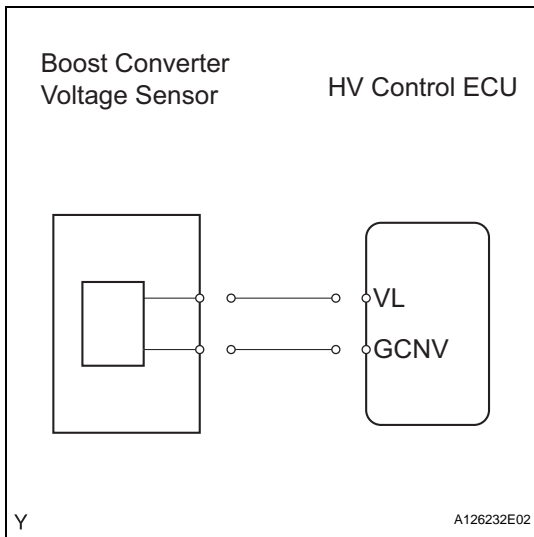 Boost Converter
Voltage Sensor
HV Control ECU
VL
GCNV
Y
A126232E02